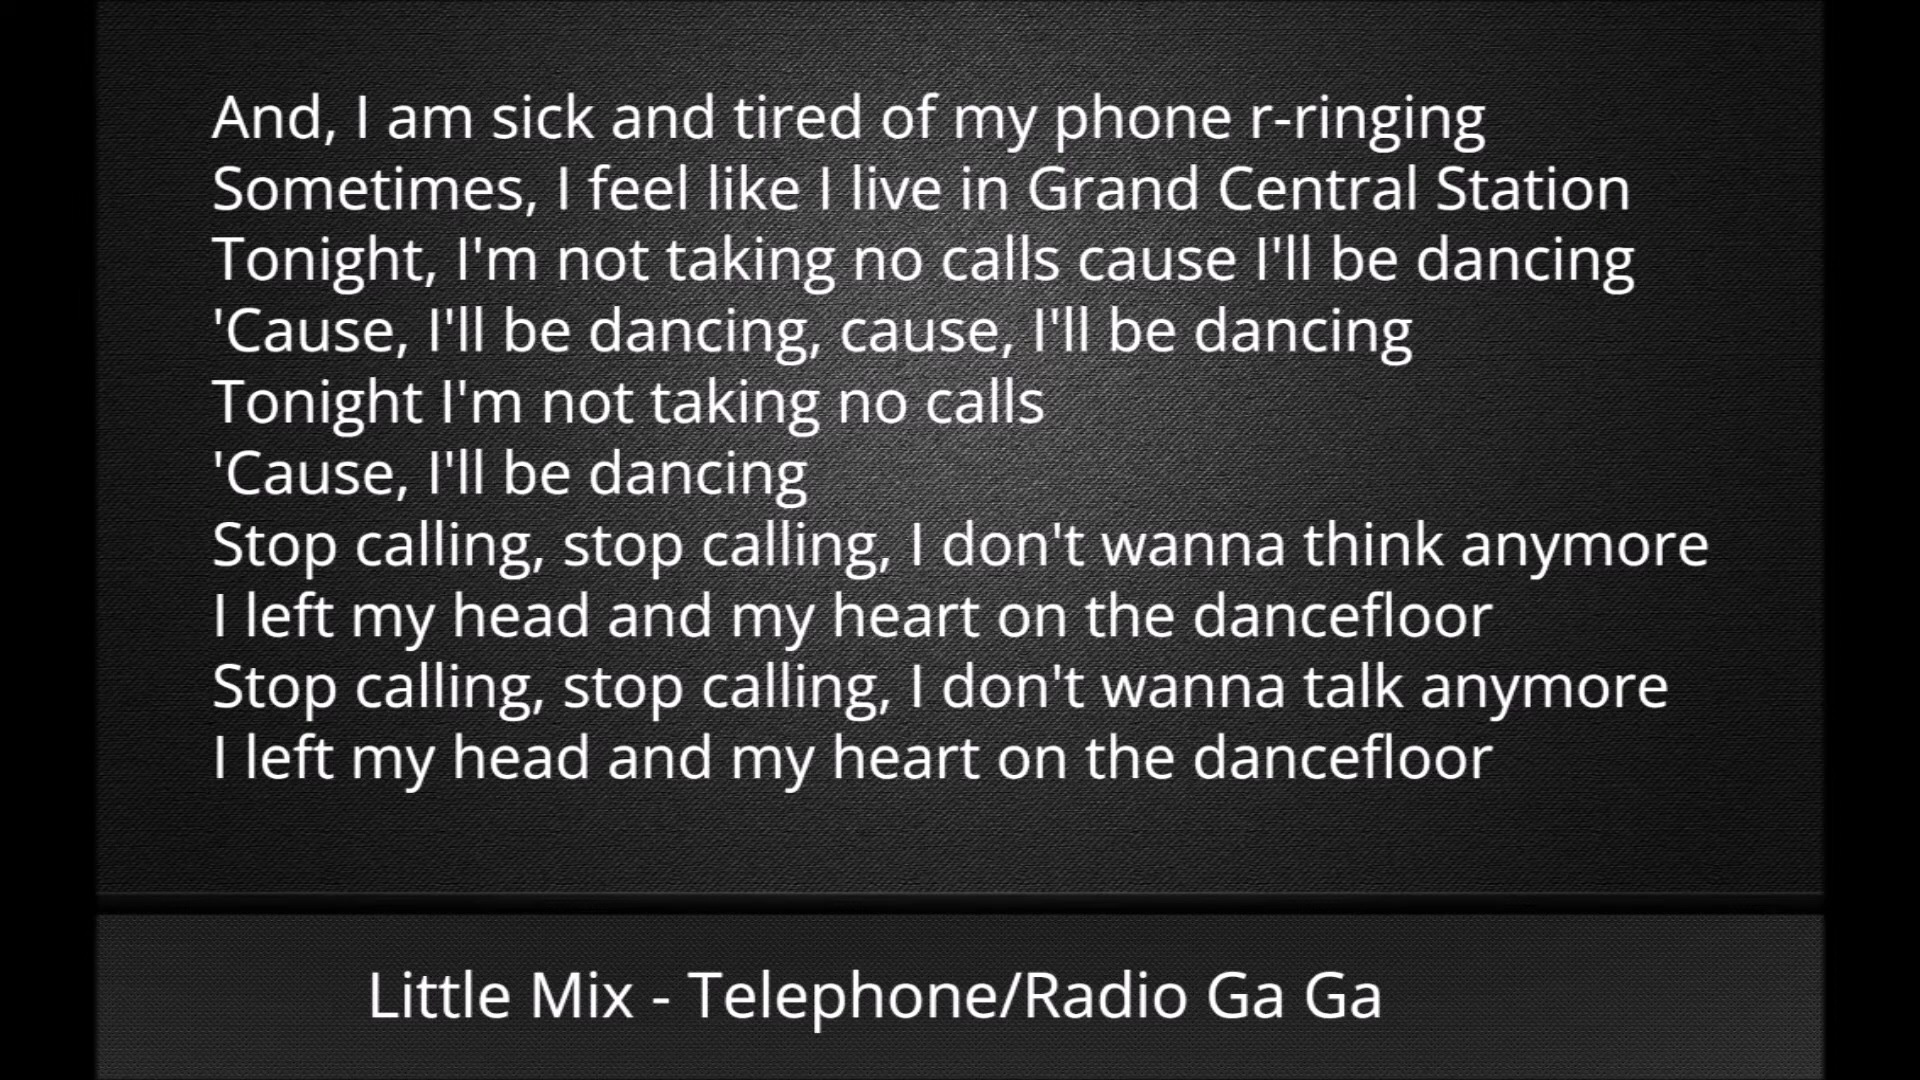 And, I am sick and tired of my phone r-ringing
Sometimes, I feel like I live in Grand Central Station
Tonight, I'm not taking no calls cause I'll be dancing
'Cause, I'll be dancing, cause, I'll be dancing
Tonight I'm not taking no calls
'Cause, I'll be dancing
Stop calling, stop calling, I don't wanna think anymore
I left my head and my heart on the dancefloor
Stop calling, stop calling, I don't wanna talk anymore
I left my head and my heart on the dancefloor
Little Mix - Telephone/Radio Ga Ga